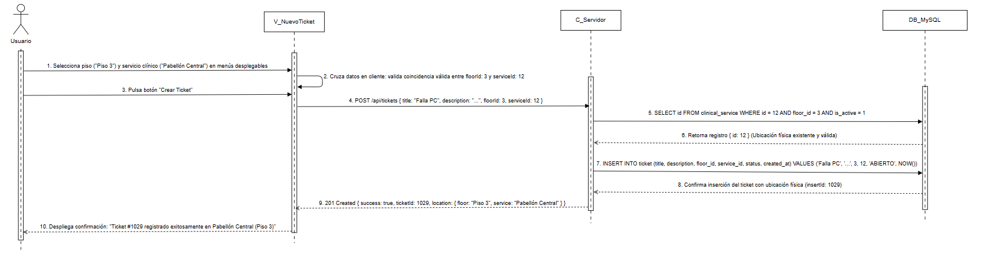 Usuario
V_NuevoTicket
C_Servidor
DB_MySQL
1. Selecciona piso ("Piso 3") y servicio clínico ("Pabellón Central") en menús desplegables
2. Cruza datos en cliente: valida coincidencia válida entre floorId: 3 y serviceId: 12
3. Pulsa botón "Crear Ticket"
4. POST /api/tickets { title: "Falla PC", description: "...", floorId: 3, serviceId: 12 }
5. SELECT id FROM clinical_service WHERE id = 12 AND floor_id = 3 AND is_active = 1
6. Retorna registro { id: 12 } (Ubicación física existente y válida)
7. INSERT INTO ticket (title, description, floor_id, service_id, status, created_at) VALUES ('Falla PC', '...', 3, 12, 'ABIERTO', NOW())
8. Confirma inserción del ticket con ubicación física (insertId: 1029)
9. 201 Created { success: true, ticketId: 1029, location: { floor: "Piso 3", service: "Pabellón Central" } }
10. Despliega confirmación: "Ticket #1029 registrado exitosamente en Pabellón Central (Piso 3)"